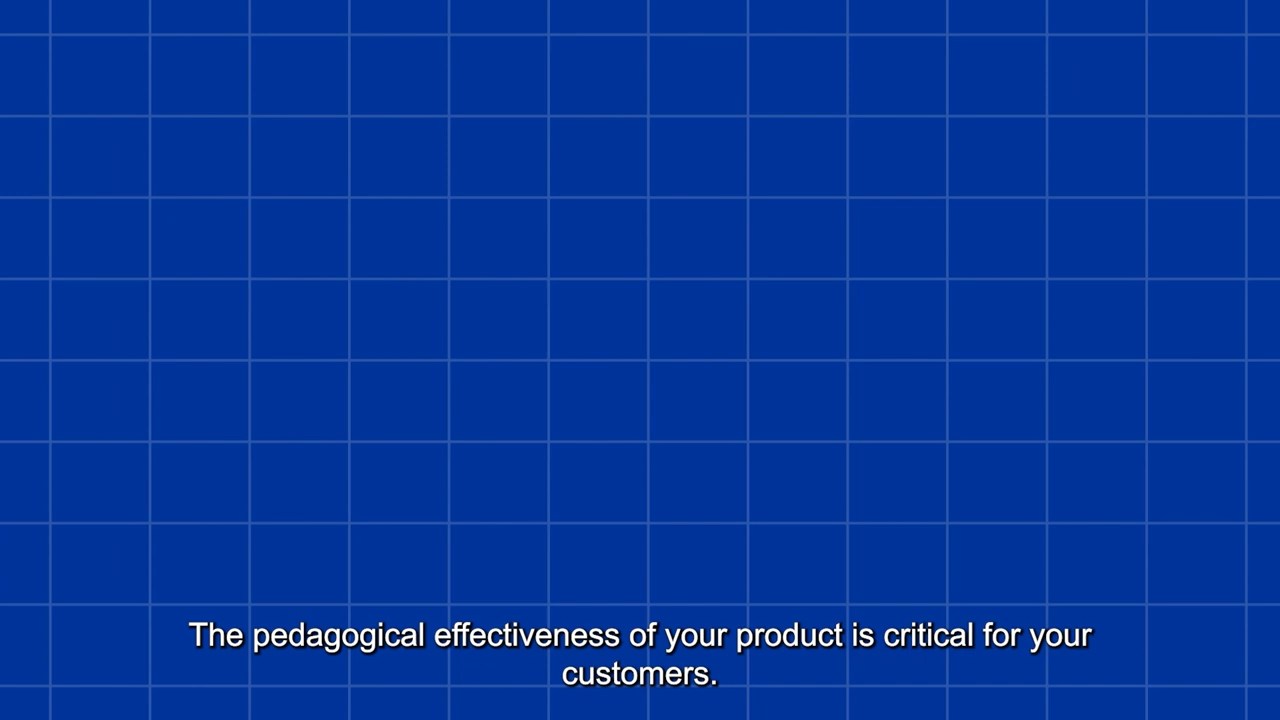 The pedagogical effectiveness of your product is critical for your
customers.